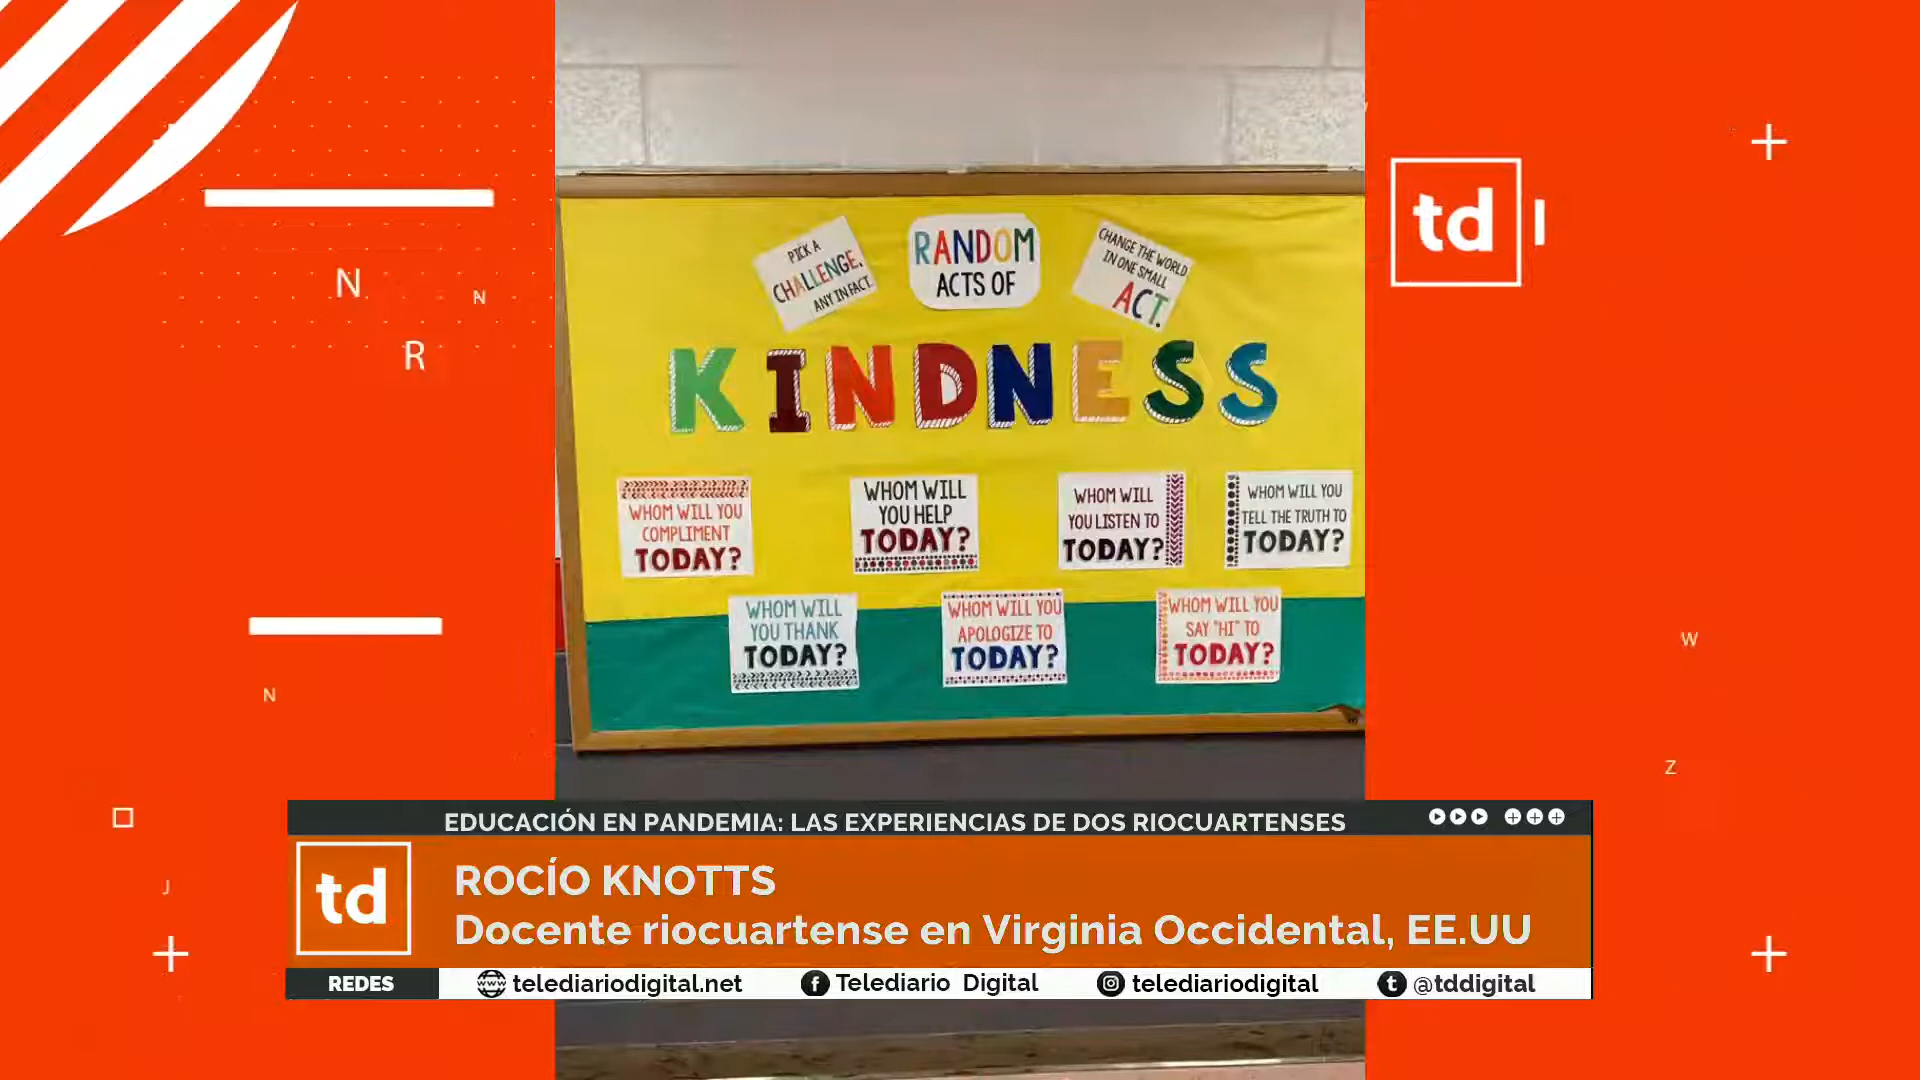 PICK A
CHALLENGE.
ANY IN FACT.
RANDOM
ACTS OF
CHANGE THE WORLD
IN ONE SMALL
ACT.
KINDNESS
WHOM WILL YOU
COMPLIMENT
TODAY?
WHOM WILL
YOU HELP
TODAY?
WHOM WILL
YOU LISTEN TO
TODAY?
WHOM WILL YOU
TELL THE TRUTH TO
TODAY?
WHOM WILL
YOU THANK
TODAY?
WHOM WILL YOU
APOLOGIZE TO
TODAY?
WHOM WILL YOU
SAY "HI" TO
TODAY?
td
N
N
R
N
J
W
Z
EDUCACIÓN EN PANDEMIA: LAS EXPERIENCIAS DE DOS RIOCUARTENSES
td
ROCÍO KNOTTS
Docente riocuartense en Virginia Occidental, EE.UU
REDES
www telediariodigital.net
f Telediario Digital
telediariodigital
t @tddigital